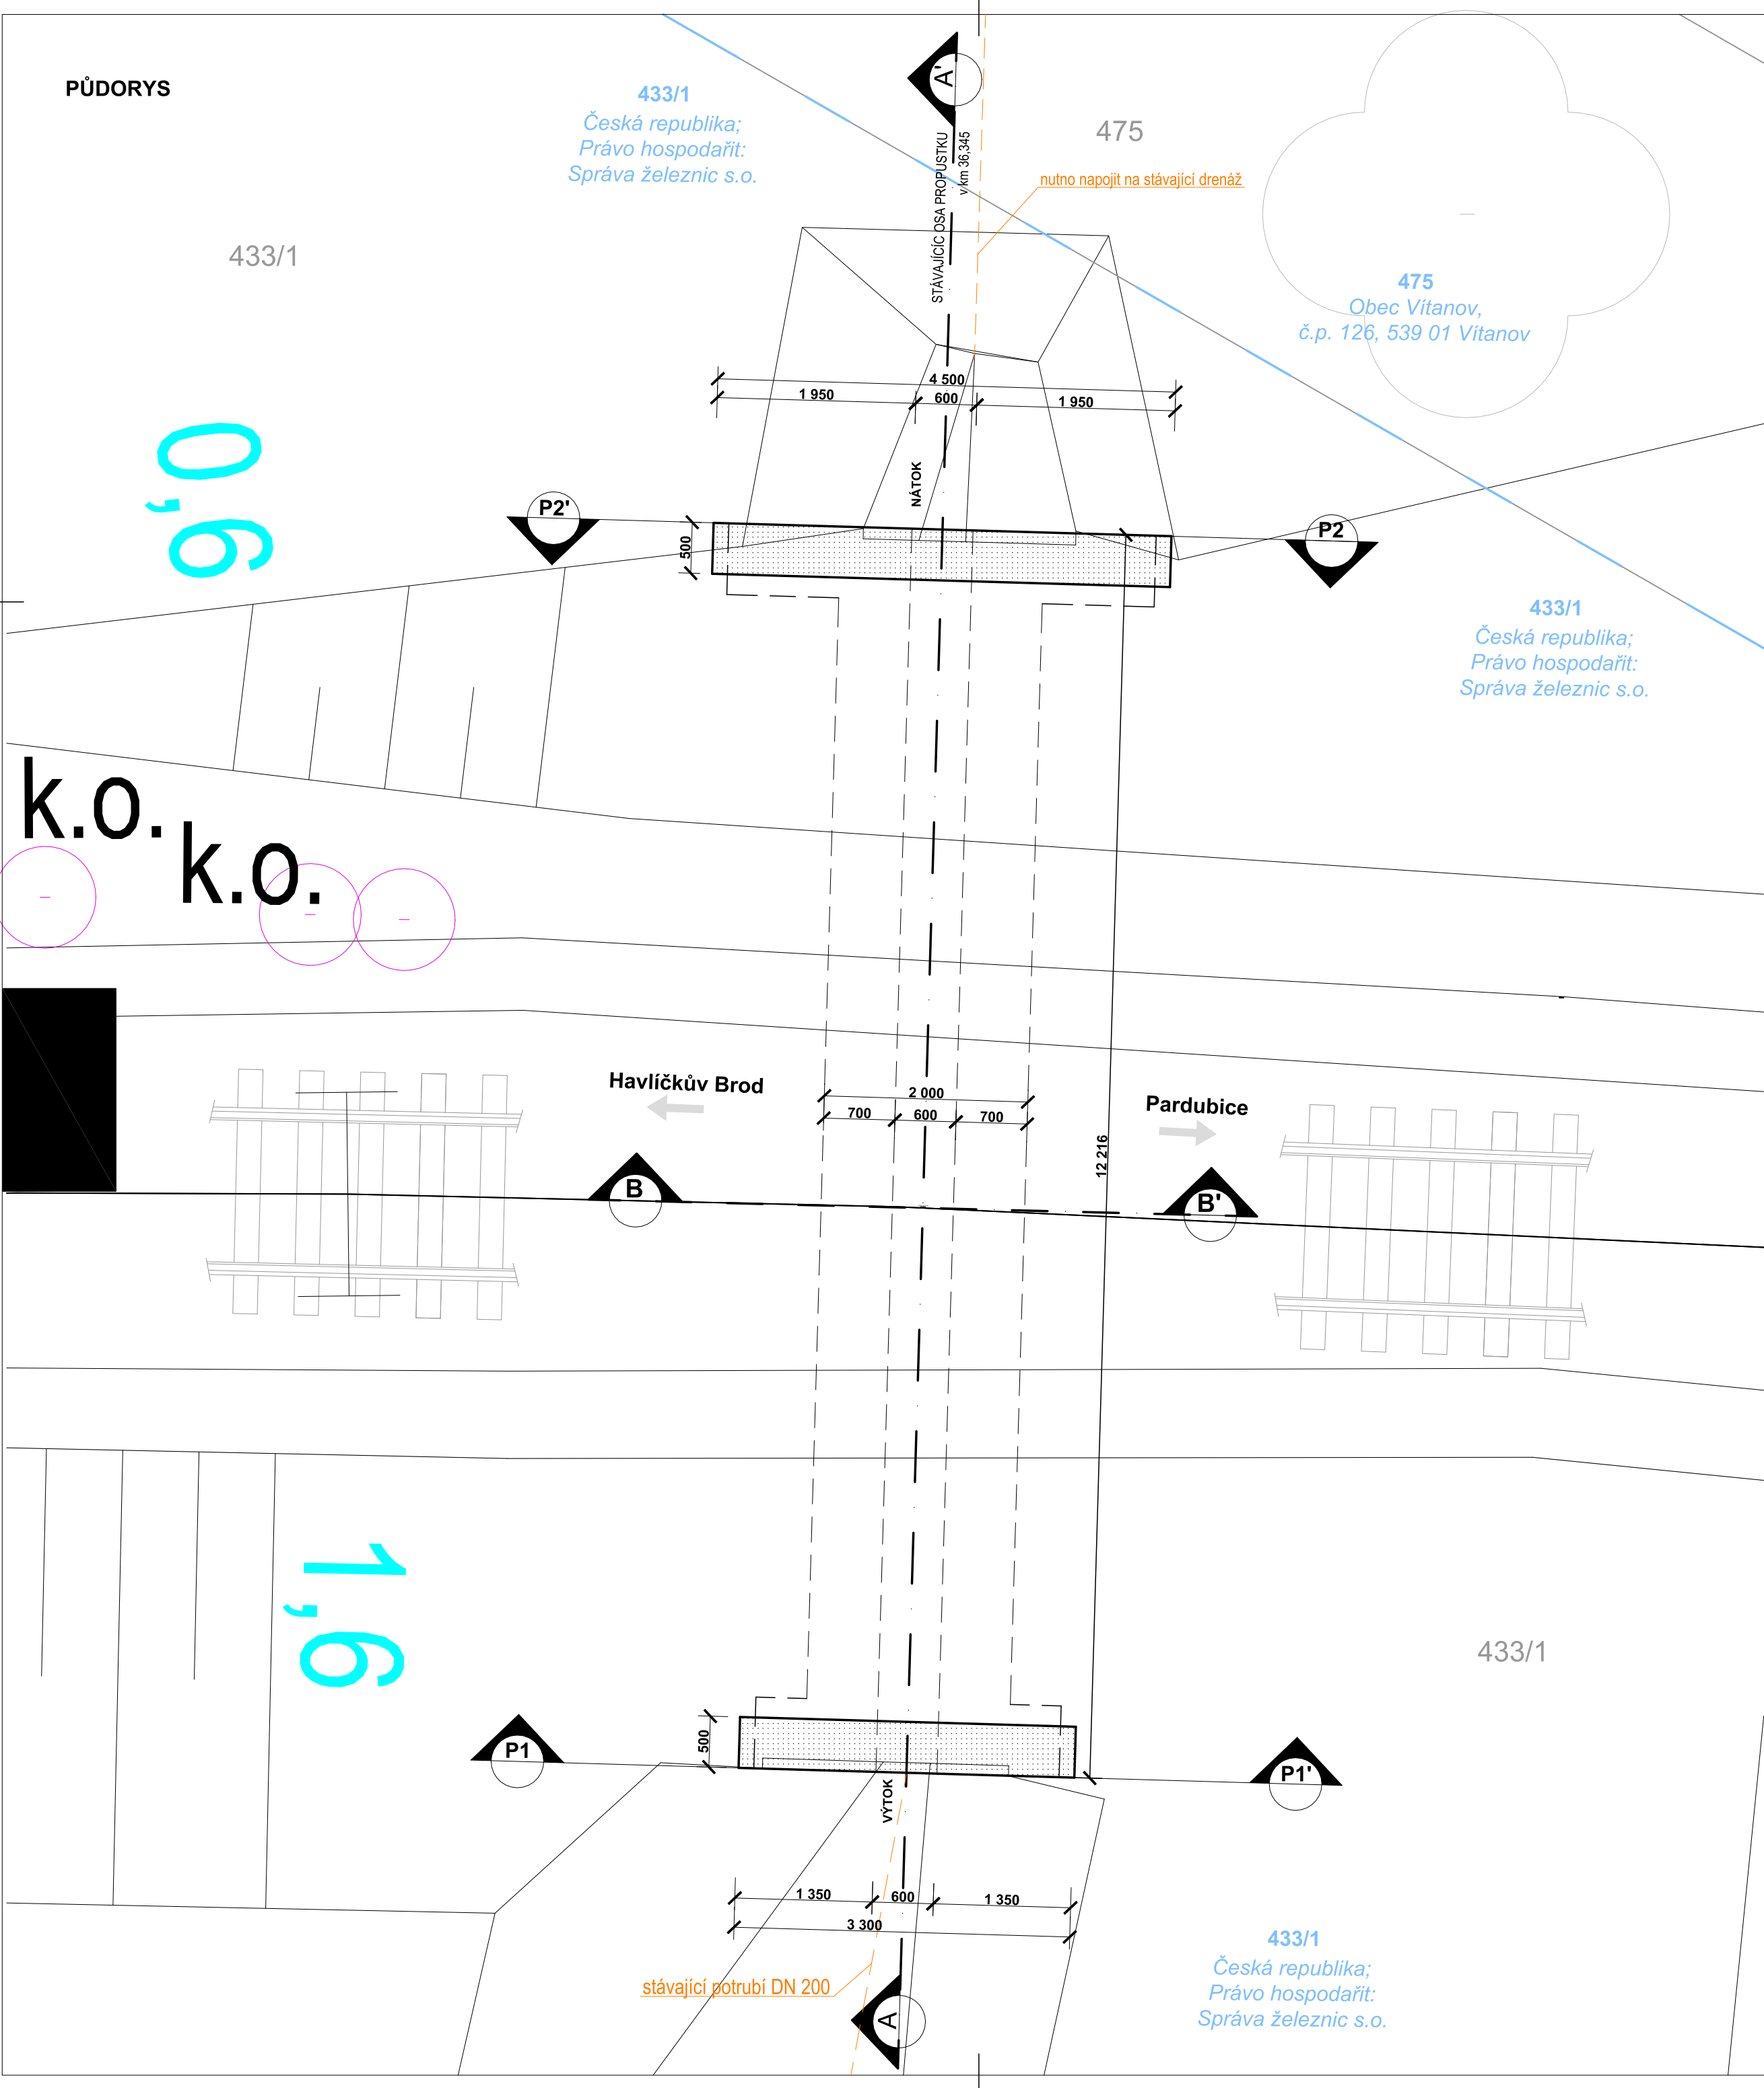 PŮDORYS
433/1
Česká republika;
Právo hospodařit:
Správa železnic s.o.
A'
475
STÁVAJÍCÍC OSA PROPUSTKU
v km 36,345
nutno napojit na stávající drenáž
433/1
475
Obec Vítanov,
č.p. 126, 539 01 Vítanov
4 500
1 950
600
1 950
0,6
NÁTOK
P2'
P2
500
433/1
Česká republika;
Právo hospodařit:
Správa železnic s.o.
k.o.
k.o.
Havlíčkův Brod
2 000
700
600
700
Pardubice
12 216
B
B'
1,6
433/1
500
P1
P1'
VÝTOK
1 350
600
1 350
3 300
stávající potrubí DN 200
A
433/1
Česká republika;
Právo hospodařit:
Správa železnic s.o.